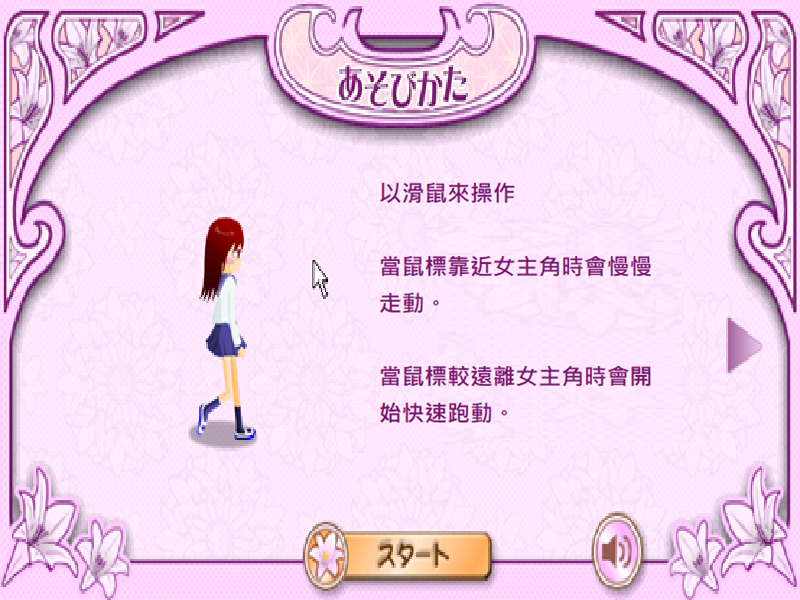 あそびかた
以滑鼠來操作
當鼠標靠近女主角時會慢慢
走動。
當鼠標較遠離女主角時會開
始快速跑動。
スタート